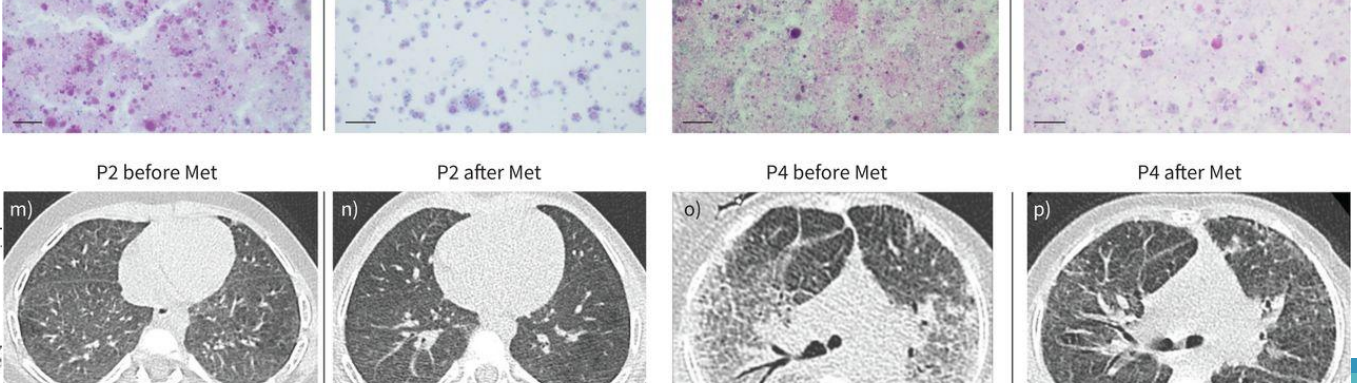 P2 before Met
P2 after Met
P4 before Met
P4 after Met
m)
n)
o)
p)